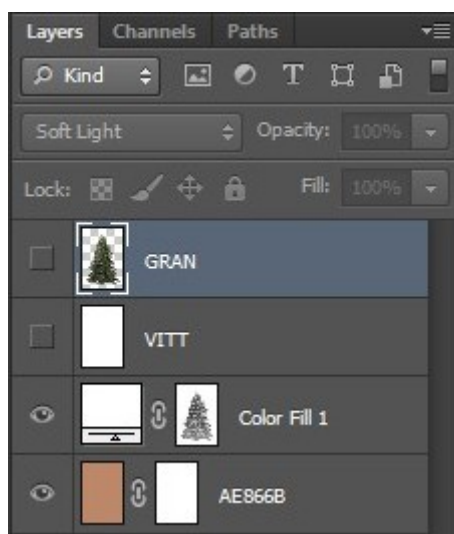 Layers Channels Paths
Kind T
Soft Light Opacity: 100%
Lock: Fill: 100%
GRAN
VITT
Color Fill 1
AE866B